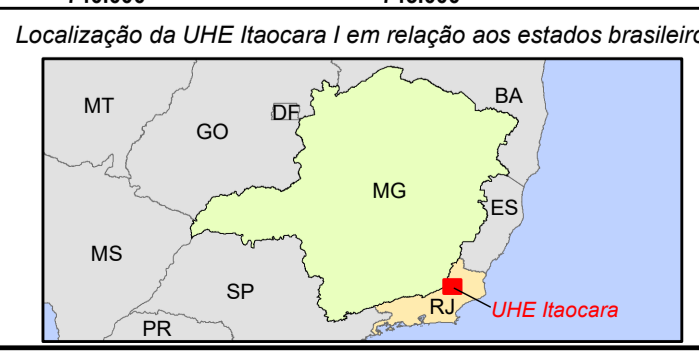 Localização da UHE Itaocara I em relação aos estados brasileiro
MT
GO
DF
BA
MG
ES
MS
SP
RJ
UHE Itaocara
PR